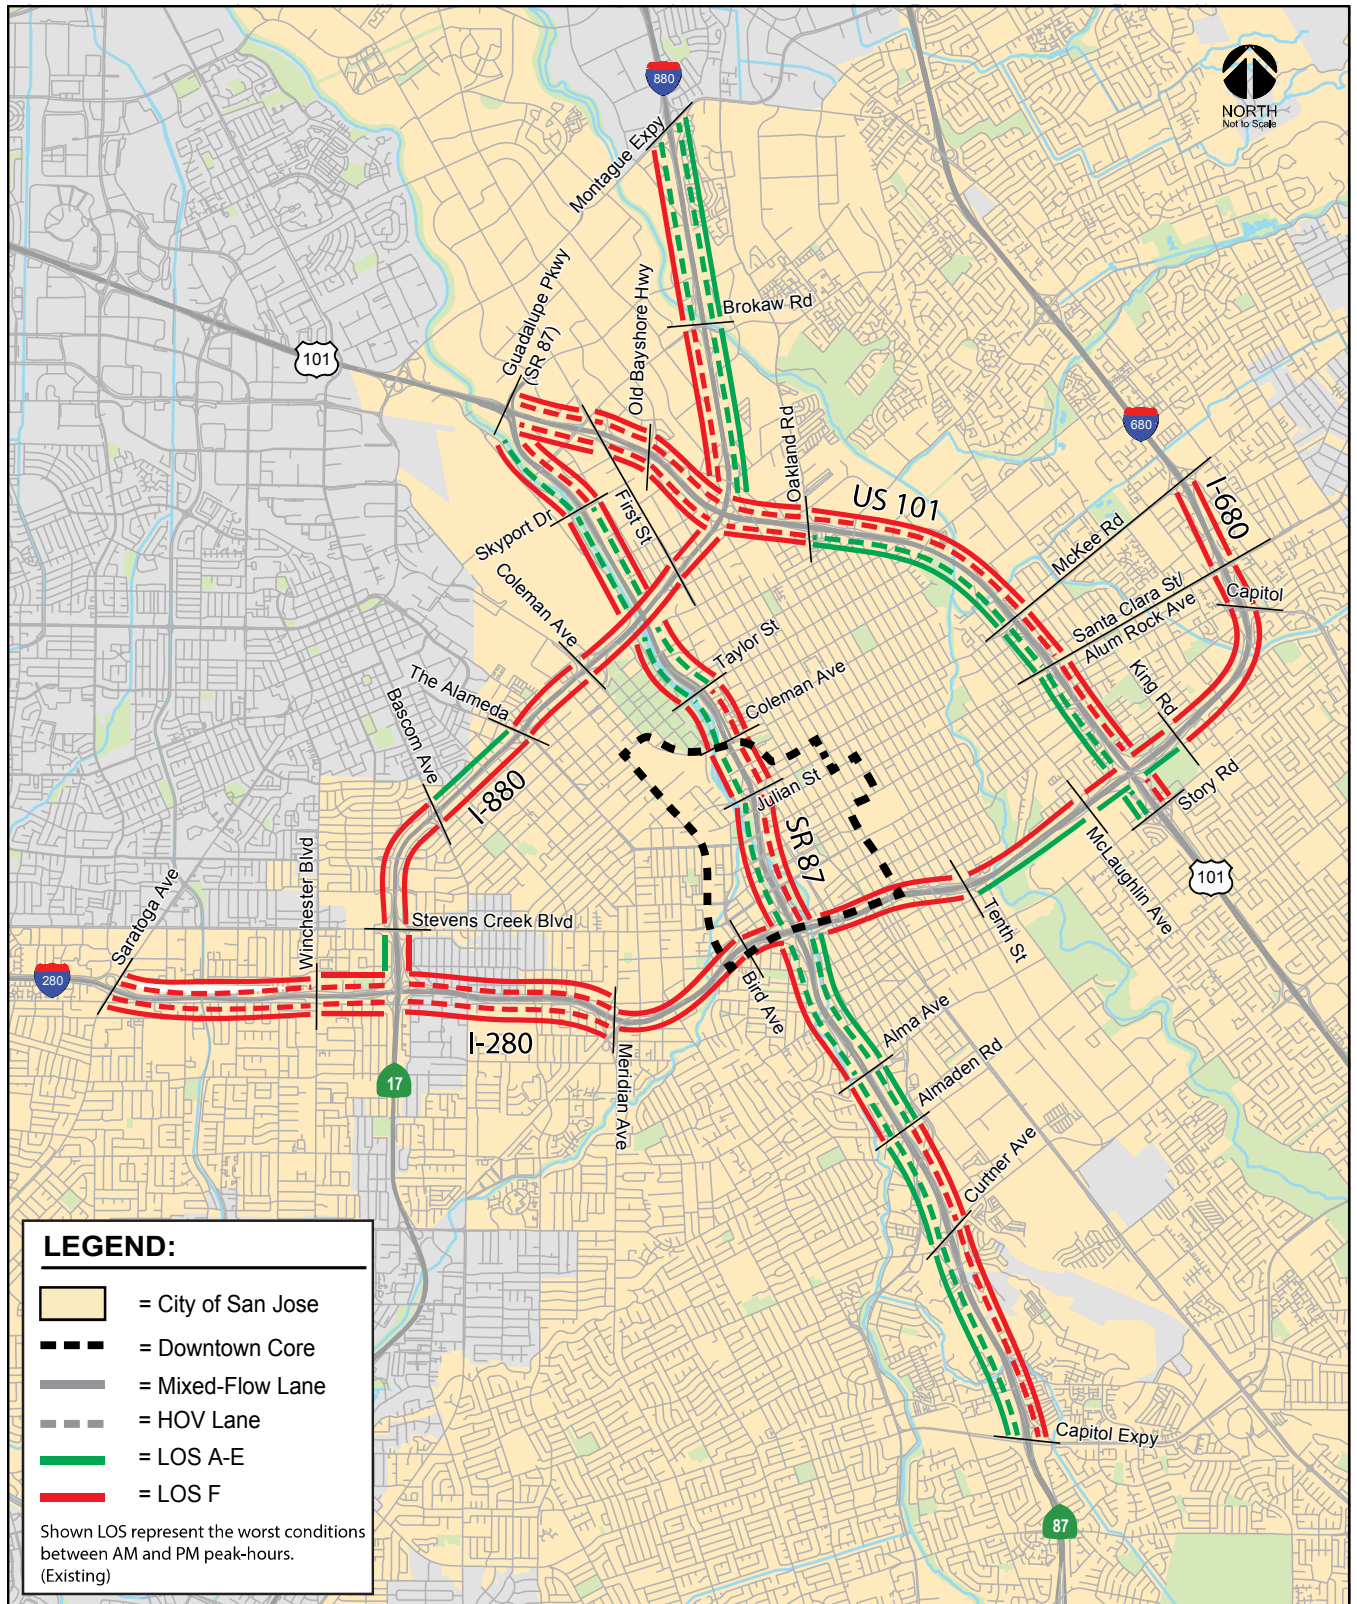 880
NORTH
Not to Scale
Montague Expy
Guadalupe Pkwy
(SR 87)
Old Bayshore Hwy
Brokaw Rd
101
680
Oakland Rd
US 101
I-680
McKee Rd
First St
Skyport Dr
Coleman Ave
Santa Clara St/
Alum Rock Ave
Capitol
Taylor St
King Rd
The Alameda
Coleman Ave
Bascom Ave
Julian St
Story Rd
I-880
SR 87
McLaughlin Ave
101
Winchester Blvd
Saratoga Ave
Stevens Creek Blvd
Tenth St
280
Bird Ave
I-280
Alma Ave
Meridian Ave
Almaden Rd
17
Curtner Ave
Capitol Expy
87
LEGEND:
= City of San Jose
= Downtown Core
= Mixed-Flow Lane
= HOV Lane
= LOS A-E
= LOS F
Shown LOS represent the worst conditions
between AM and PM peak-hours.
(Existing)